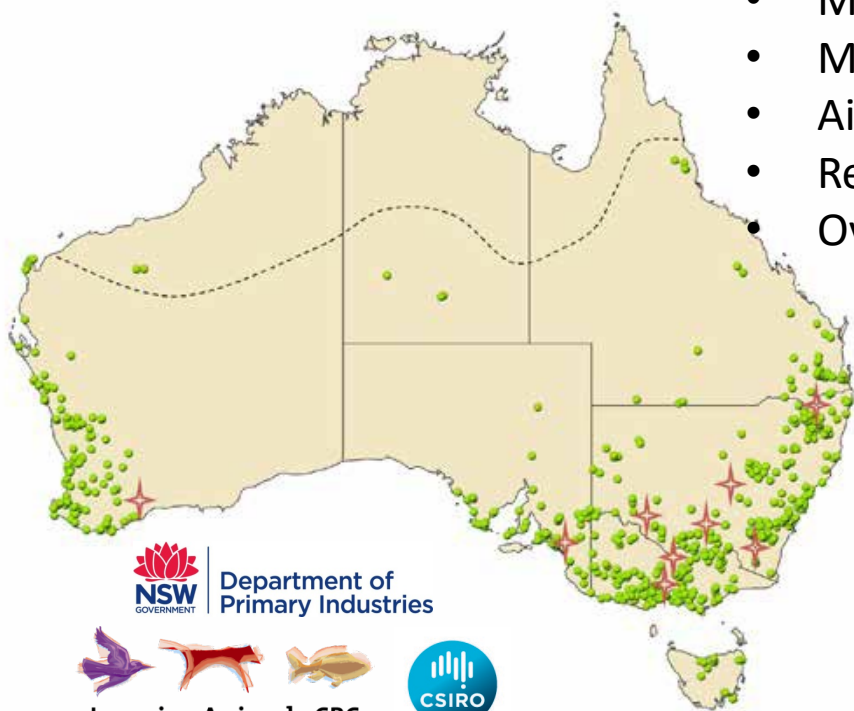 • M
• M
• Ai
• Re
• Ov
NSW
GOVERNMENT
Department of
Primary Industries
CSIRO